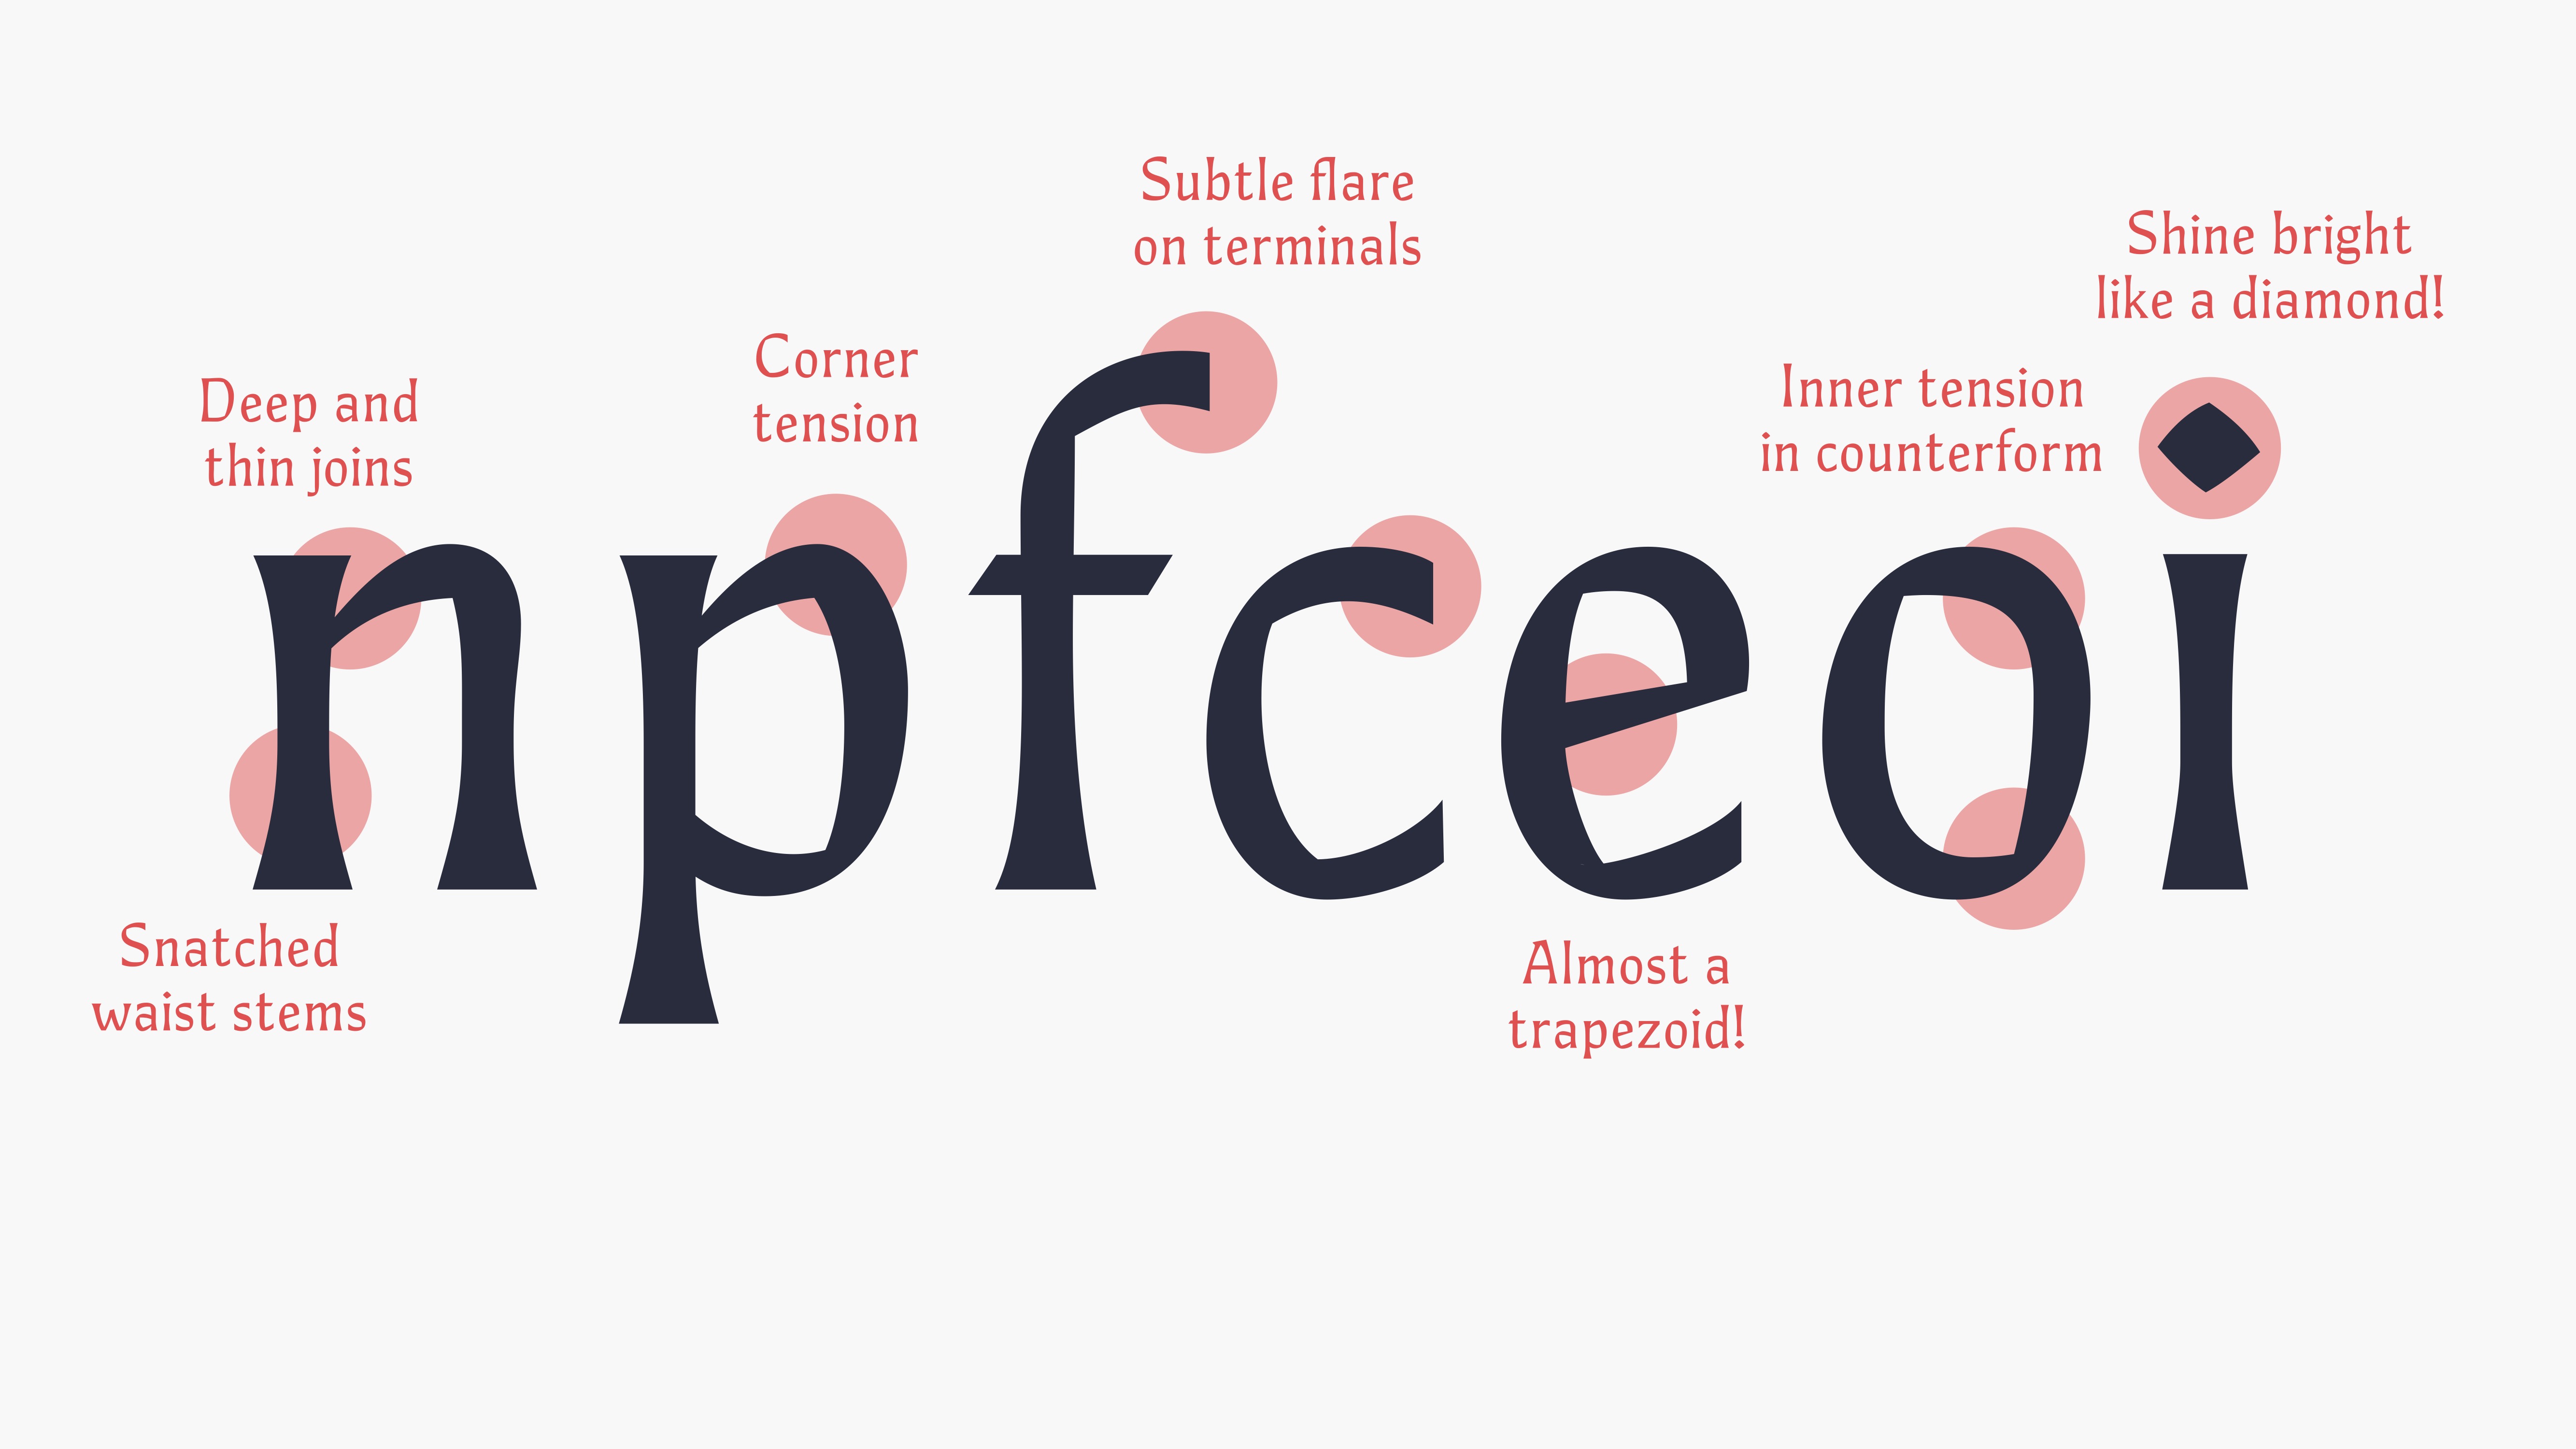 Subtle flare
on terminals
Shine bright
like a diamond!
Corner
tension
Inner tension
in counterform
Deep and
thin joins
npfceoi
Snatched
waist stems
Almost a
trapezoid!